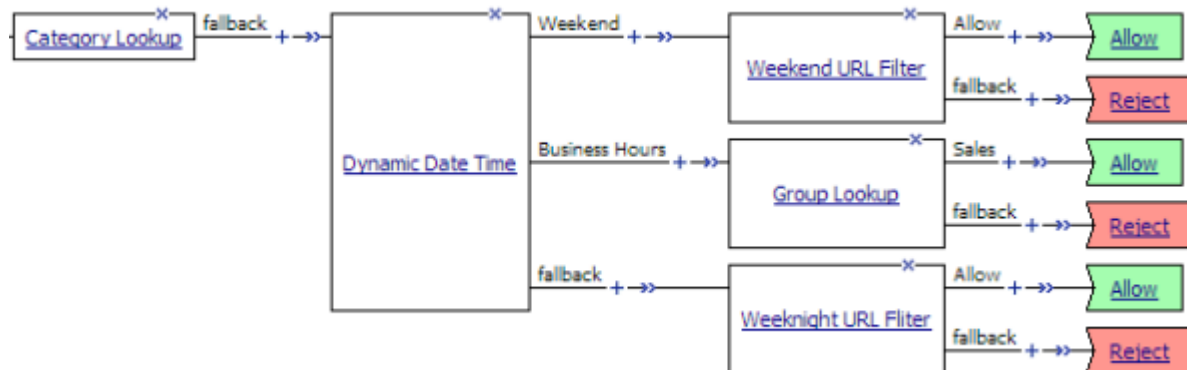 Category Lookup
fallback
Dynamic Date Time
Weekend
Weekend URL Filter
Allow
Allow
fallback
Reject
Business Hours
Group Lookup
Sales
Allow
fallback
Reject
fallback
Weeknight URL Fliter
Allow
Allow
fallback
Reject